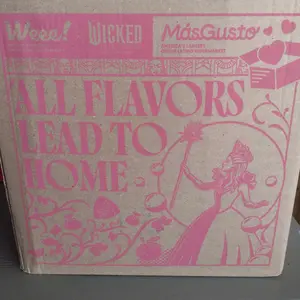 Weee!
WICKED
MásGusto
ALL FLAVORS
LEAD TO
HOME